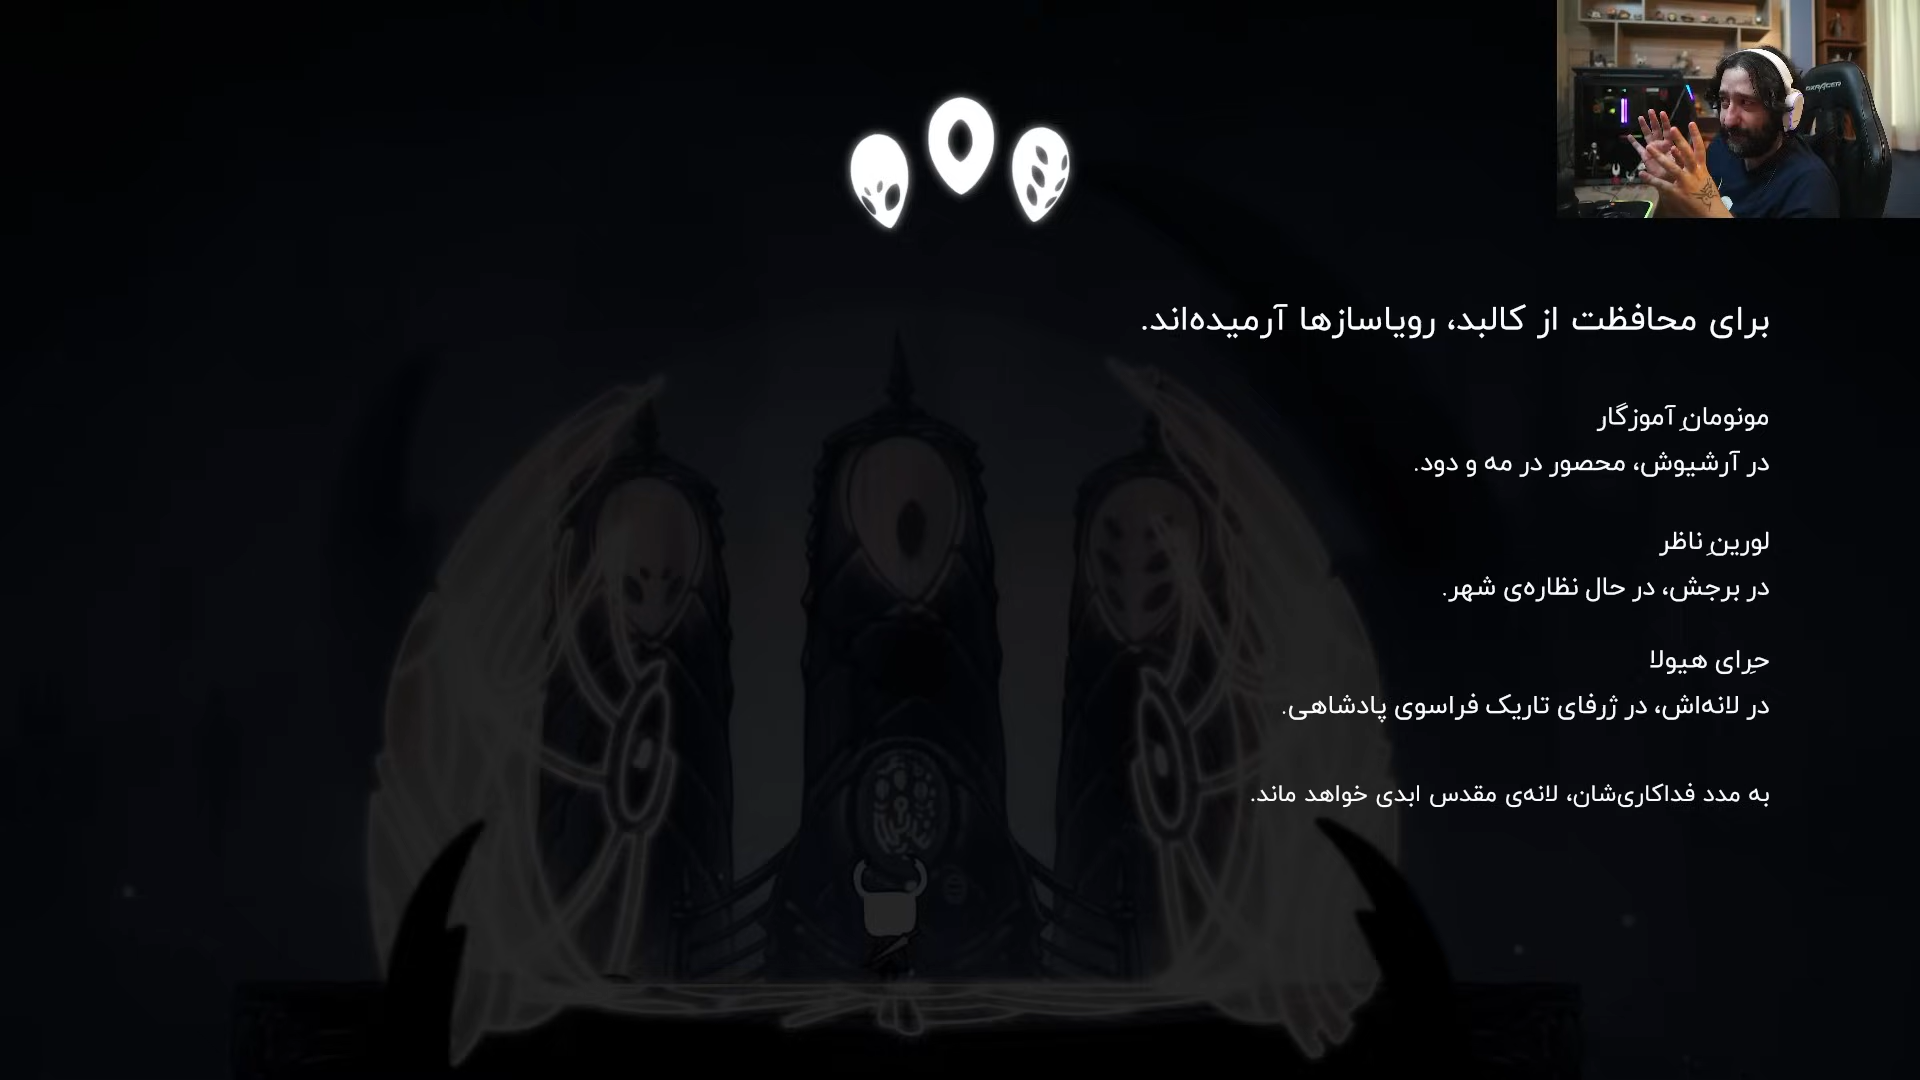 برای محافظت از کالبد، رویاسازها آرمیده‌اند.
مونومانِ آموزگار
در آرشیوش، محصور در مه و دود.
لورینِ ناظر
در برجش، در حال نظاره‌ی شهر.
حِرای هیولا
در لانه‌اش، در ژرفای تاریک فراسوی پادشاهی.
به مدد فداکاری‌شان، لانه‌ی مقدس ابدی خواهد ماند.